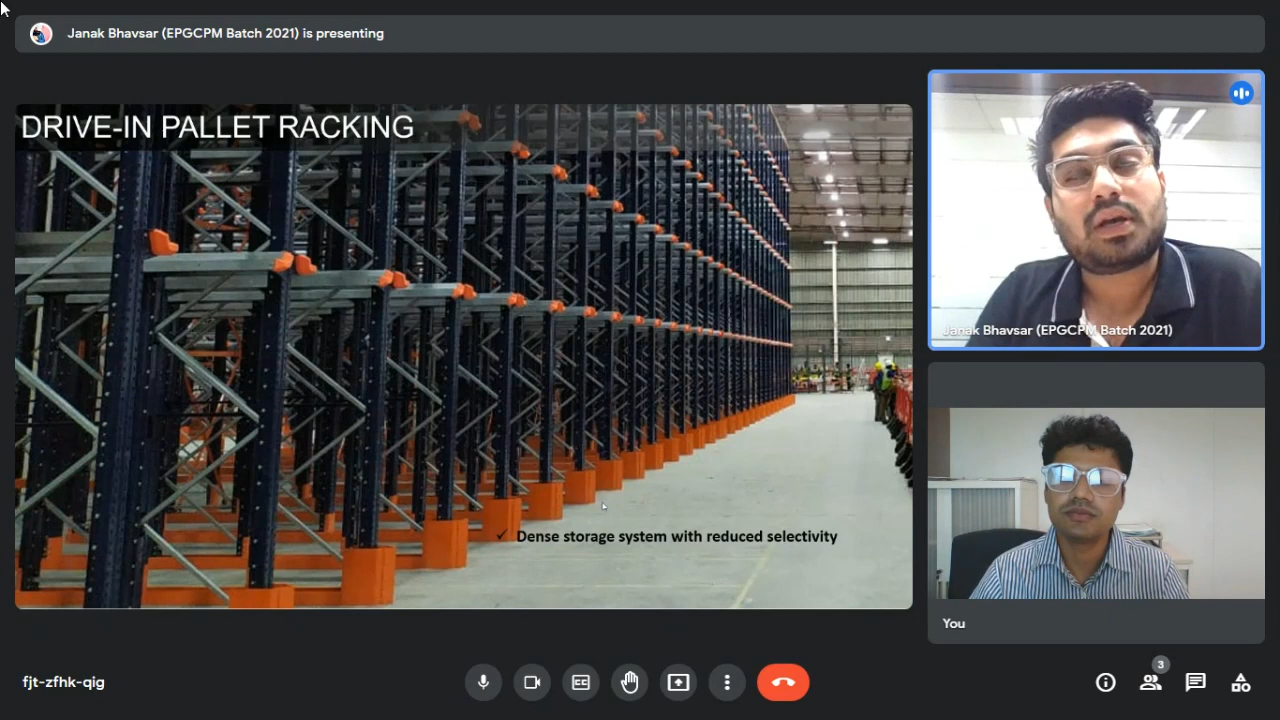 Janak Bhavsar (EPGCPM Batch 2021) is presenting
DRIVE-IN PALLET RACKING
✓ Dense storage system with reduced selectivity
Janak Bhavsar (EPGCPM Batch 2021)
You
fjt-zfhk-qig
CC
3